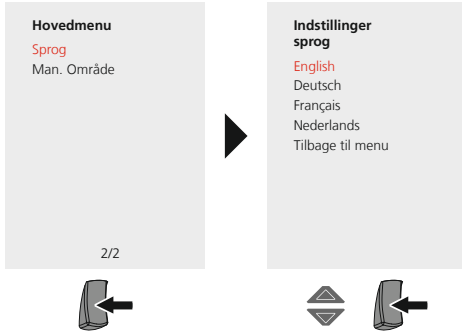 Hovedmenu
Sprog
Man. Område
2/2
Indstillinger
sprog
English
Deutsch
Français
Nederlands
Tilbage til menu